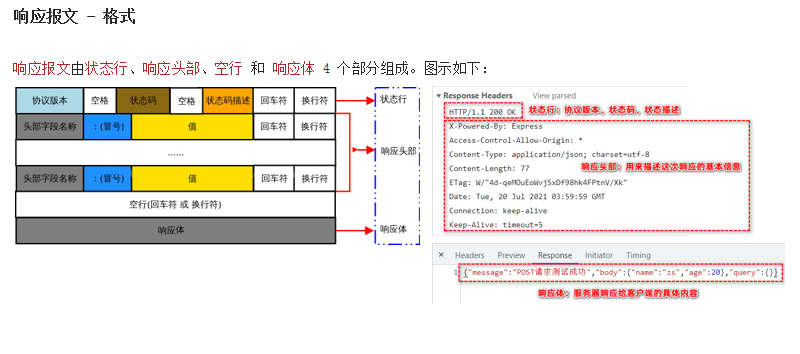 响应报文 - 格式
响应报文由状态行、响应头部、空行 和 响应体 4 个部分组成。图示如下：
协议版本 空格 状态码 空格 状态码描述 回车符 换行符 状态行
头部字段名称 ：(冒号) 值 回车符 换行符
...... 响应头部
头部字段名称 ：(冒号) 值 回车符 换行符
空行(回车符 或 换行符)
响应体 响应体
Response Headers View parsed
HTTP/1.1 200 OK 状态行：协议版本、状态码、状态描述
X-Powered-By: Express
Access-Control-Allow-Origin: *
Content-Type: application/json; charset=utf-8
Content-Length: 77 响应头部：用来描述这次响应的基本信息
ETag: W/"4d-qeMOuEoWvjSxDf98hk4FPtnV/Xk"
Date: Tue, 20 Jul 2021 03:59:59 GMT
Connection: keep-alive
Keep-Alive: timeout=5
× Headers Preview Response Initiator Timing
1 {"message":"POST请求测试成功","body":{"name":"zs","age":20},"query":{}}
响应体：服务器响应给客户端的具体内容